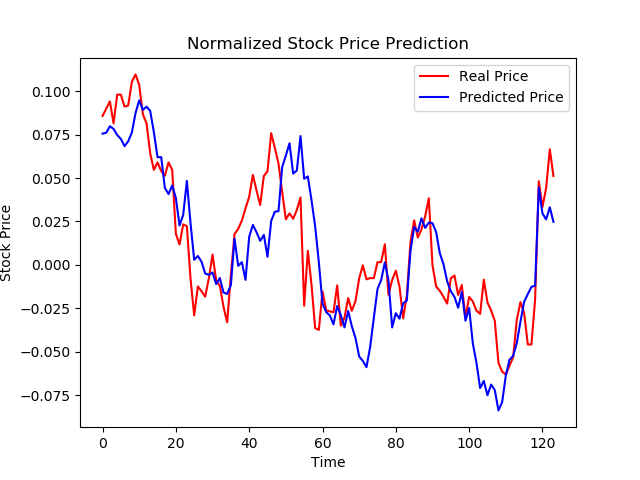 Normalized Stock Price Prediction
Real Price
Predicted Price
0.100
0.075
0.050
0.025
0.000
−0.025
−0.050
−0.075
Stock Price
0 20 40 60 80 100 120
Time